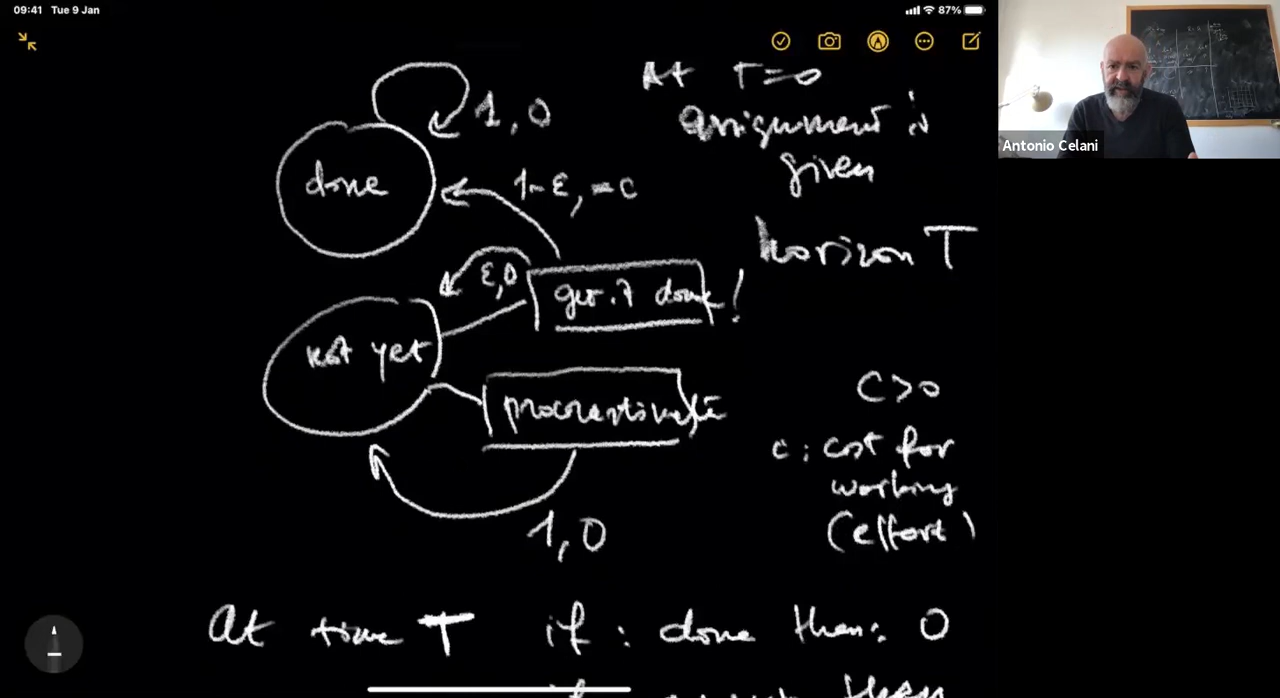 09:41 Tue 9 Jan
87%
Antonio Celani
At T=0
assignment is
given
1, 0
done
1-ε, -c
horizon T
ε, 0
get it done!
not yet
procrastinate
c>0
c: cost for
working
(effort)
1, 0
At time T if: done then: 0
then